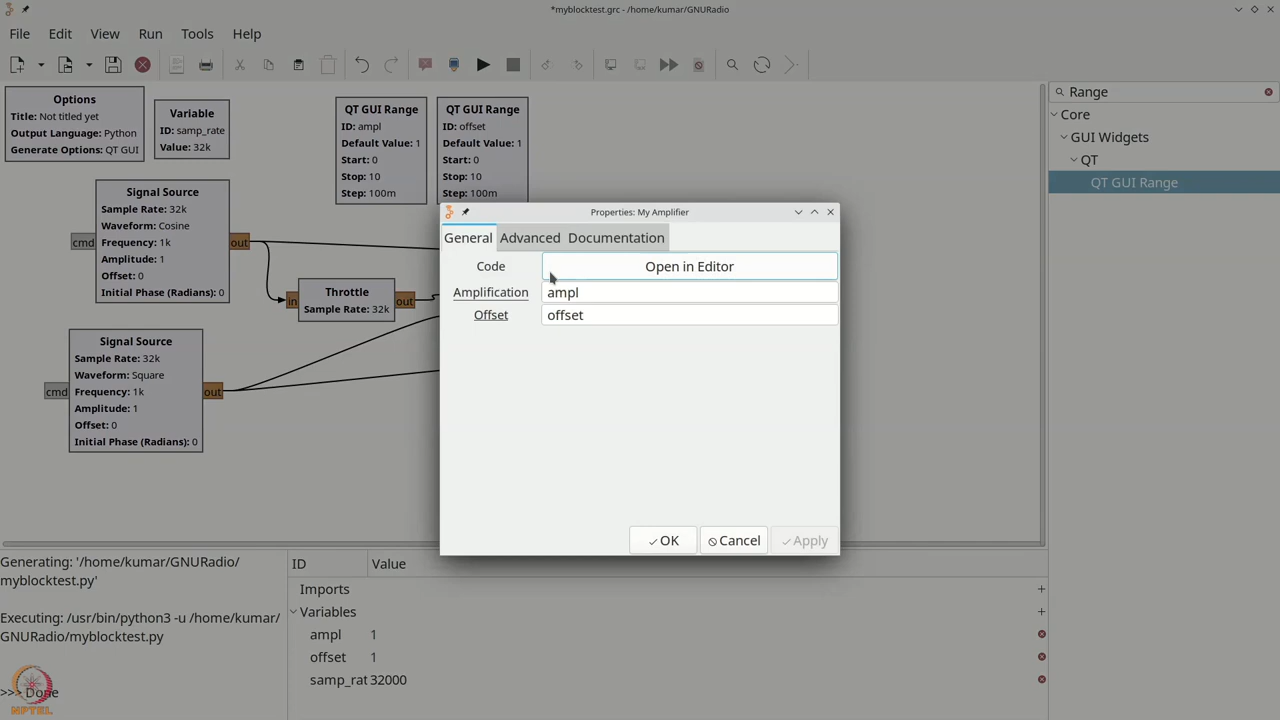 *myblocktest.grc - /home/kumar/GNURadio
File Edit View Run Tools Help
Options
Title: Not titled yet
Output Language: Python
Generate Options: QT GUI
Variable
ID: samp_rate
Value: 32k
QT GUI Range
ID: ampl
Default Value: 1
Start: 0
Stop: 10
Step: 100m
QT GUI Range
ID: offset
Default Value: 1
Start: 0
Stop: 10
Step: 100m
Range
Core
GUI Widgets
QT
QT GUI Range
Signal Source
Sample Rate: 32k
Waveform: Cosine
Frequency: 1k
Amplitude: 1
Offset: 0
Initial Phase (Radians): 0
cmd
out
Throttle
Sample Rate: 32k
in
out
Signal Source
Sample Rate: 32k
Waveform: Square
Frequency: 1k
Amplitude: 1
Offset: 0
Initial Phase (Radians): 0
cmd
out
Properties: My Amplifier
General Advanced Documentation
Code Open in Editor
Amplification ampl
Offset offset
OK Cancel Apply
Generating: '/home/kumar/GNURadio/
myblocktest.py'
Executing: /usr/bin/python3 -u /home/kumar/
GNURadio/myblocktest.py
>>> Done
NPTEL
ID Value
Imports
Variables
ampl 1
offset 1
samp_rat 32000